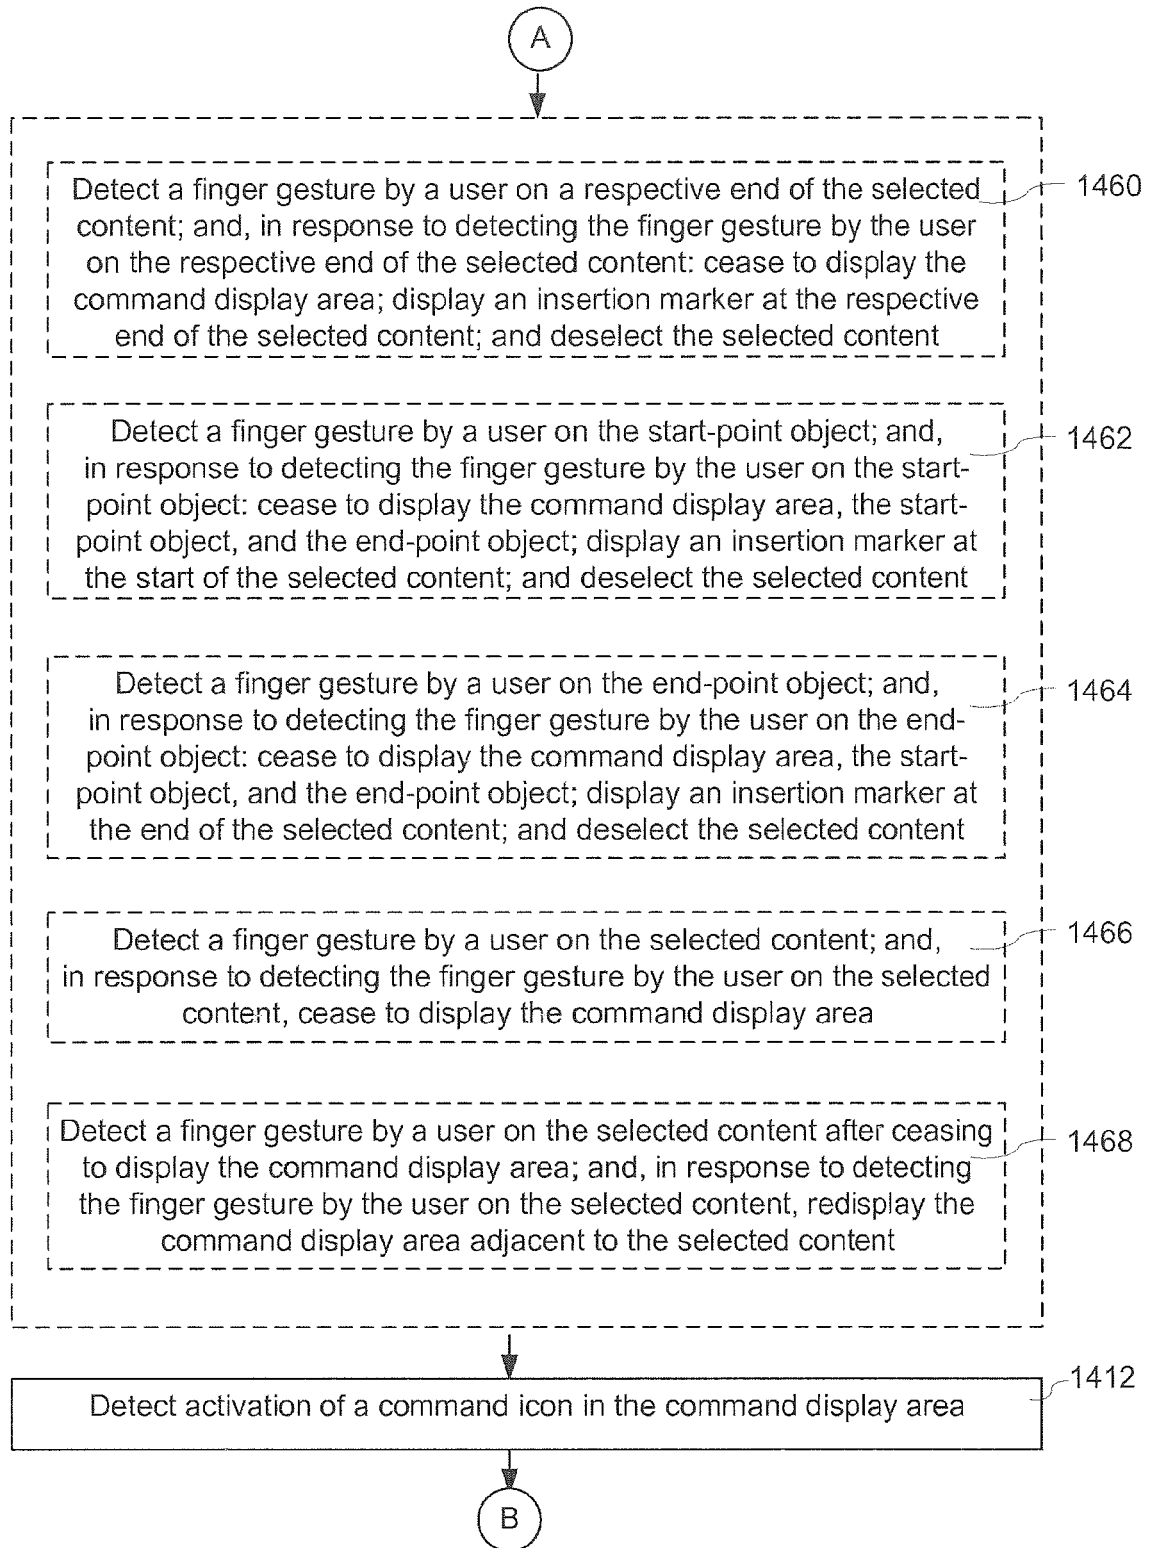 A
Detect a finger gesture by a user on a respective end of the selected
content; and, in response to detecting the finger gesture by the user
on the respective end of the selected content: cease to display the
command display area; display an insertion marker at the respective
end of the selected content; and deselect the selected content
1460
Detect a finger gesture by a user on the start-point object; and,
in response to detecting the finger gesture by the user on the start-
point object: cease to display the command display area, the start-
point object, and the end-point object; display an insertion marker at
the start of the selected content; and deselect the selected content
1462
Detect a finger gesture by a user on the end-point object; and,
in response to detecting the finger gesture by the user on the end-
point object: cease to display the command display area, the start-
point object, and the end-point object; display an insertion marker at
the end of the selected content; and deselect the selected content
1464
Detect a finger gesture by a user on the selected content; and,
in response to detecting the finger gesture by the user on the selected
content, cease to display the command display area
1466
Detect a finger gesture by a user on the selected content after ceasing
to display the command display area; and, in response to detecting
the finger gesture by the user on the selected content, redisplay the
command display area adjacent to the selected content
1468
Detect activation of a command icon in the command display area
1412
B